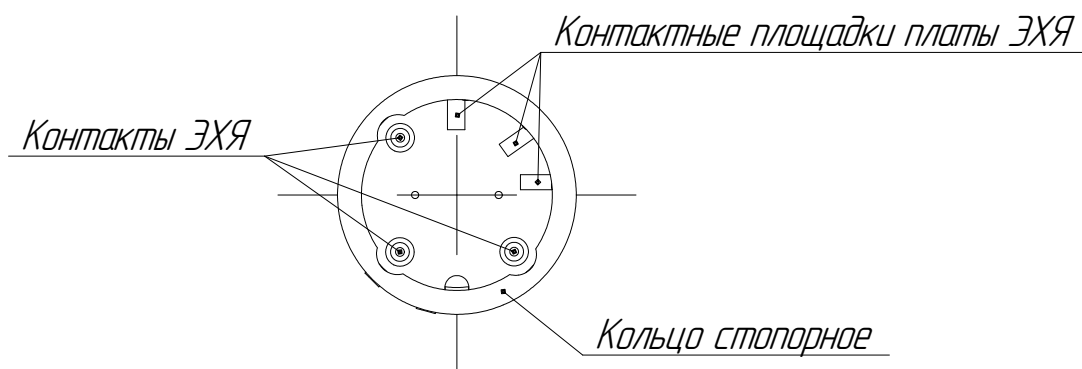 Контактные площадки платы ЭХЯ
Контакты ЭХЯ
Кольцо стопорное